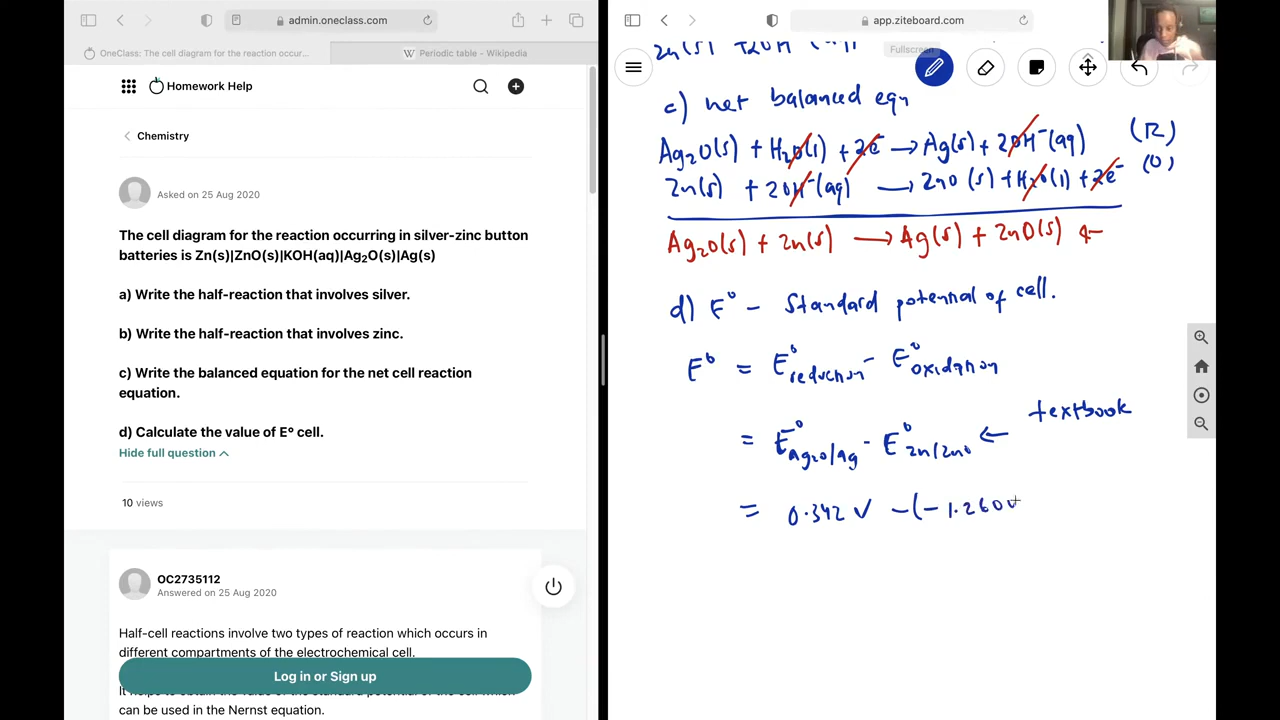 admin.oneclass.com
OneClass: The cell diagram for the reaction occur...
Periodic table - Wikipedia
Homework Help
Chemistry
Asked on 25 Aug 2020
The cell diagram for the reaction occurring in silver-zinc button
batteries is Zn(s)|ZnO(s)|KOH(aq)|Ag₂O(s)|Ag(s)
a) Write the half-reaction that involves silver.
b) Write the half-reaction that involves zinc.
c) Write the balanced equation for the net cell reaction
equation.
d) Calculate the value of Eº cell.
Hide full question
10 views
OC2735112
Answered on 25 Aug 2020
Half-cell reactions involve two types of reaction which occurs in
different compartments of the electrochemical cell.
Log in or Sign up
can be used in the Nernst equation.
app.ziteboard.com
Fullscreen
Zn(s) + 2OH⁻(aq)
c) net balanced eqn
Ag₂O(s) + H₂O(l) + 2e⁻ → Ag(s) + 2OH⁻(aq) (R)
Zn(s) + 2OH⁻(aq) → ZnO(s) + H₂O(l) + 2e⁻ (O)
Ag₂O(s) + Zn(s) → Ag(s) + ZnO(s) ←
d) E° - Standard potential of cell.
E° = E°reduction - E°oxidation
= E°Ag₂O/Ag - E°Zn/ZnO ← textbook
= 0.342 V - (-1.260V